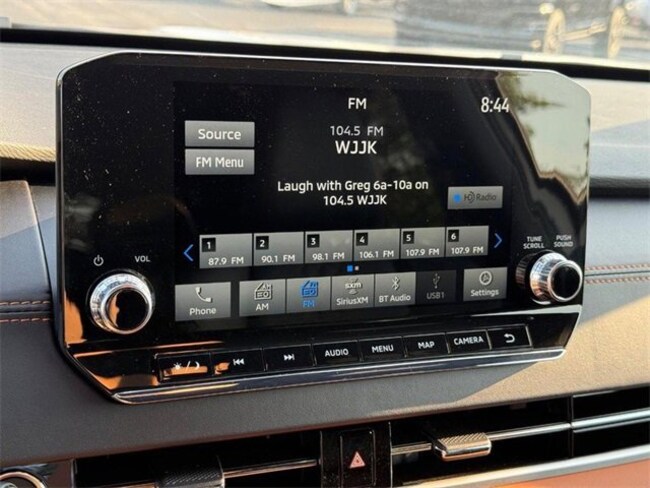 FM
8:44
Source
104.5 FM
WJJK
FM Menu
Laugh with Greg 6a-10a on
104.5 WJJK
HD Radio
1 87.9 FM
2 90.1 FM
3 98.1 FM
4 106.1 FM
5 107.9 FM
6 107.9 FM
VOL
TUNE
SCROLL
PUSH
SOUND
Phone
AM
FM
SXM
SiriusXM
BT Audio
USB1
Settings
AUDIO
MENU
MAP
CAMERA